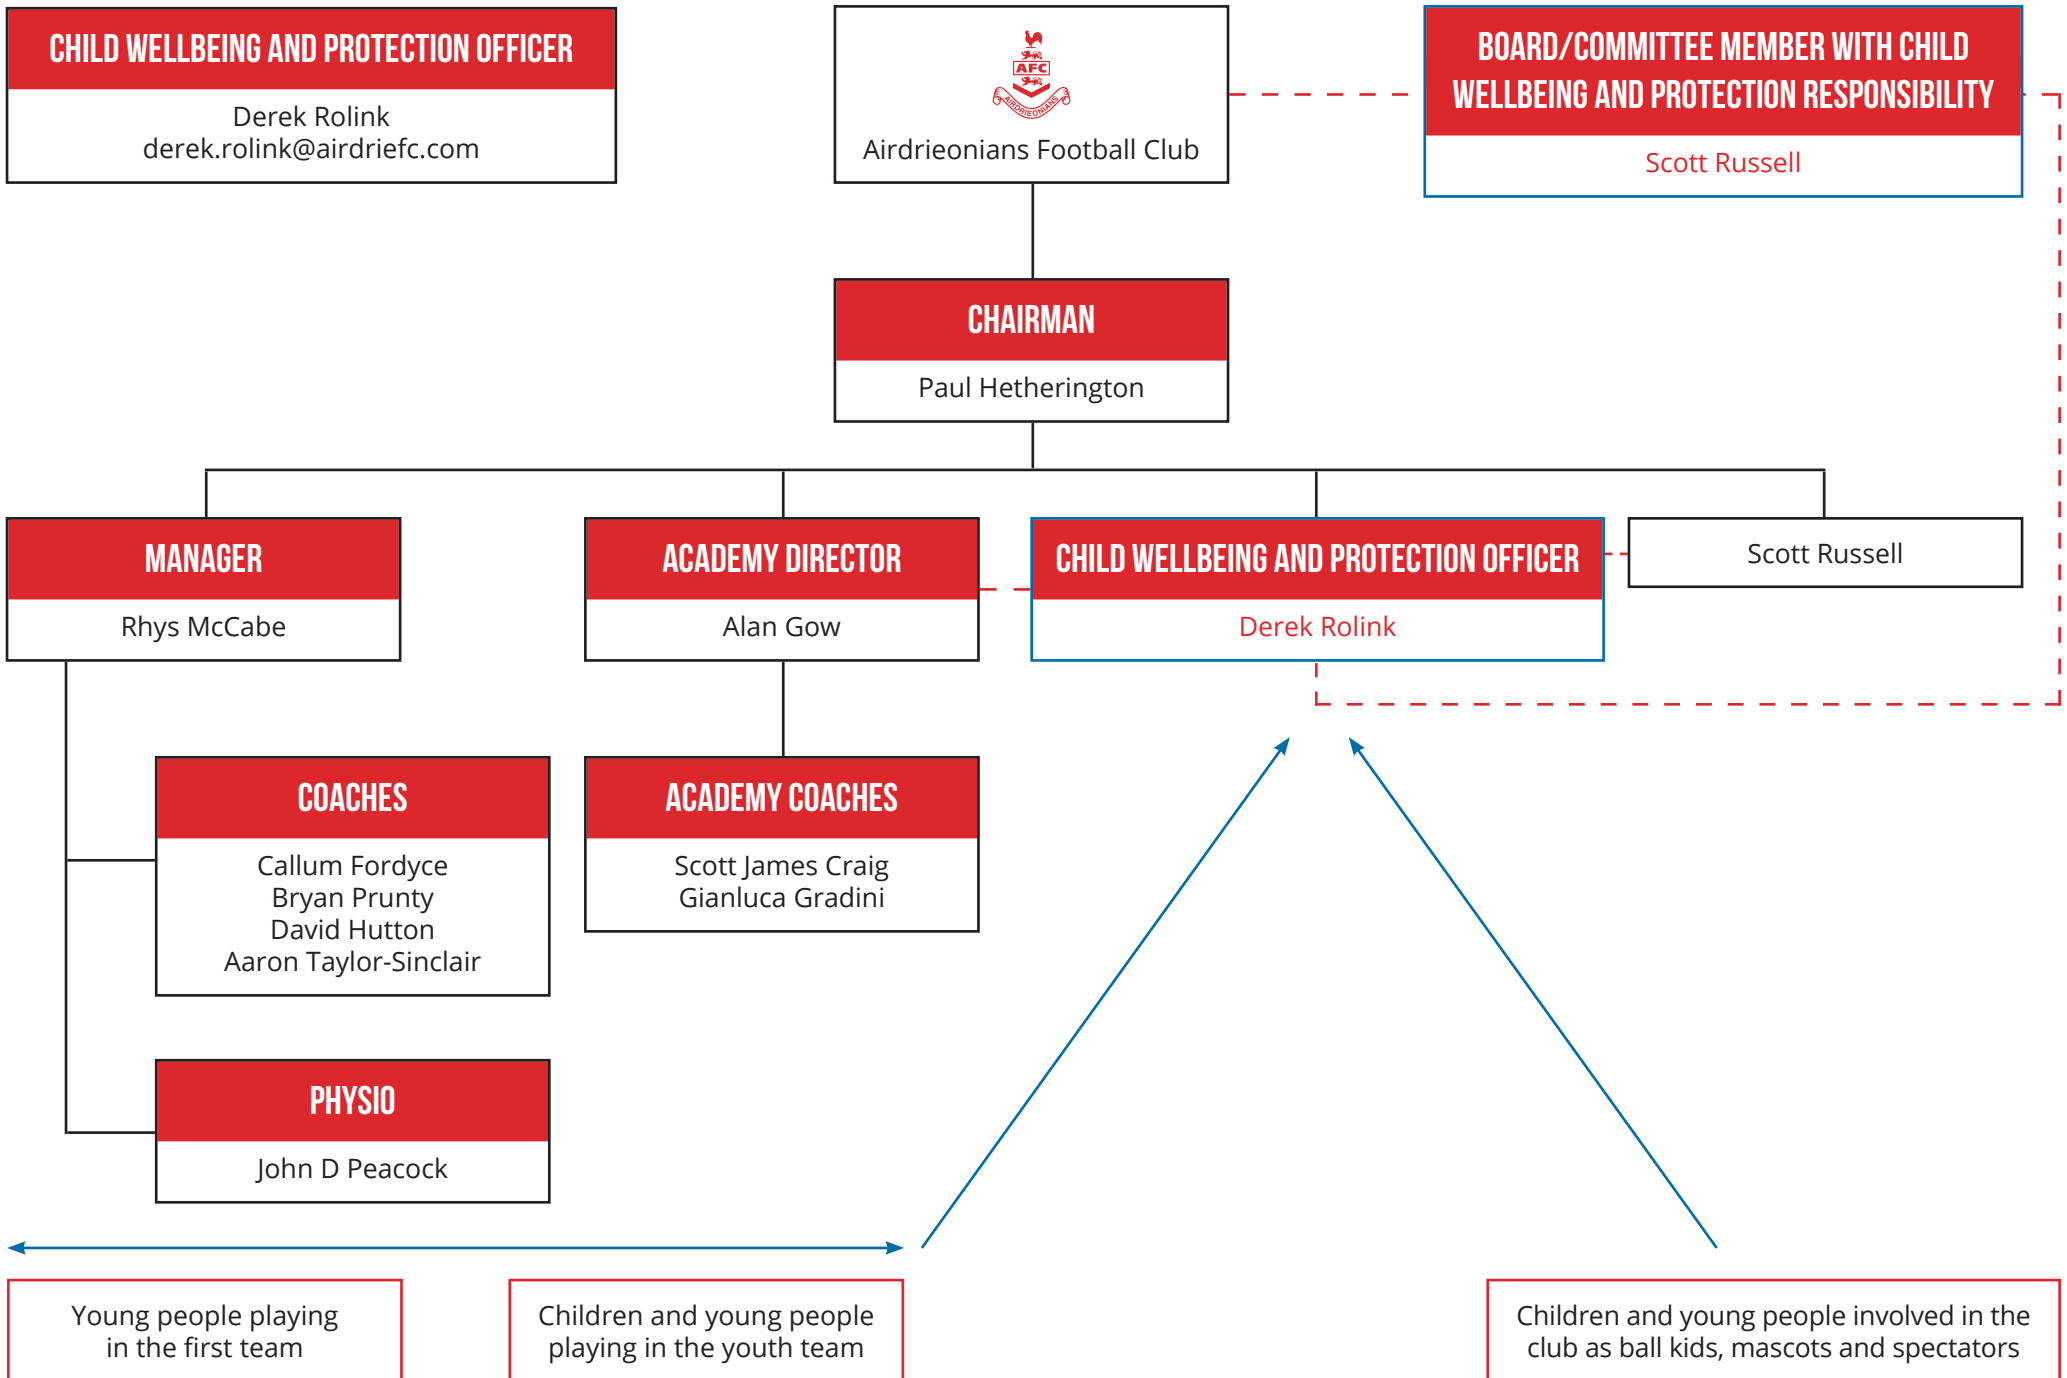 CHILD WELLBEING AND PROTECTION OFFICER
Derek Rolink
derek.rolink@airdriefc.com
AFC
AIRDRIEONIANS
Airdrieonians Football Club
BOARD/COMMITTEE MEMBER WITH CHILD
WELLBEING AND PROTECTION RESPONSIBILITY
Scott Russell
CHAIRMAN
Paul Hetherington
MANAGER
Rhys McCabe
ACADEMY DIRECTOR
Alan Gow
CHILD WELLBEING AND PROTECTION OFFICER
Derek Rolink
Scott Russell
COACHES
Callum Fordyce
Bryan Prunty
David Hutton
Aaron Taylor-Sinclair
ACADEMY COACHES
Scott James Craig
Gianluca Gradini
PHYSIO
John D Peacock
Young people playing
in the first team
Children and young people
playing in the youth team
Children and young people involved in the
club as ball kids, mascots and spectators